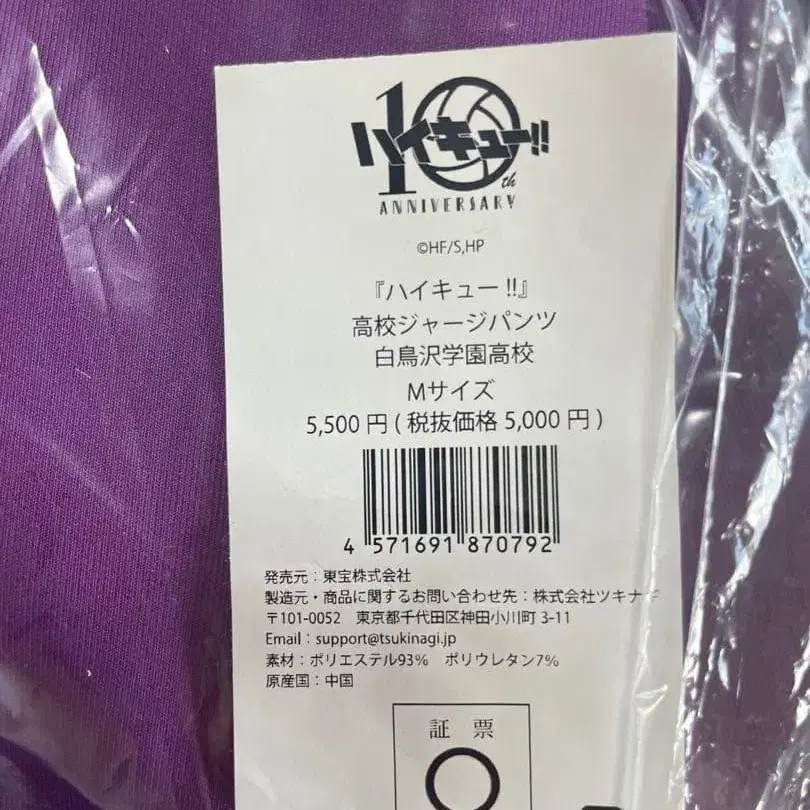 10th
ハイキュー!!
ANNIVERSARY
©HF/S,HP
『ハイキュー!!』
高校ジャージパンツ
白鳥沢学園高校
Mサイズ
5,500 円 ( 税抜価格 5,000 円 )
4 571691 870792
発売元：東宝株式会社
製造元・商品に関するお問い合わせ先：株式会社ツキナギ
〒101-0052 東京都千代田区神田小川町 3-11
Email：support@tsukinagi.jp
素材：ポリエステル93% ポリウレタン7%
原産国：中国
証 票